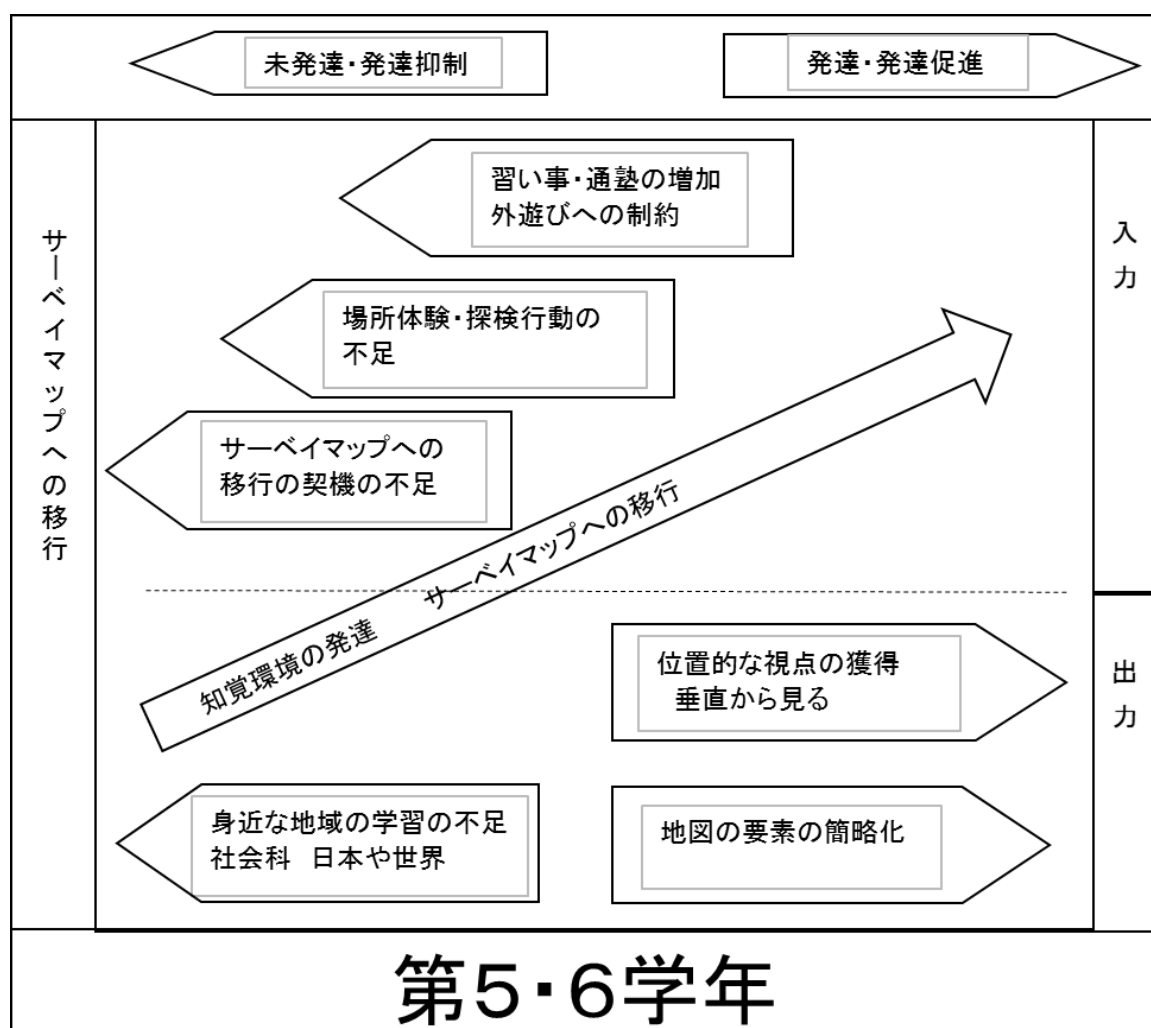 未発達・発達抑制
発達・発達促進
サーベイマップへの移行
習い事・通塾の増加
外遊びへの制約
入力
場所体験・探検行動の
不足
サーベイマップへの
移行の契機の不足
知覚環境の発達　サーベイマップへの移行
位置的な視点の獲得
垂直から見る
出力
身近な地域の学習の不足
社会科　日本や世界
地図の要素の簡略化
第５・６学年